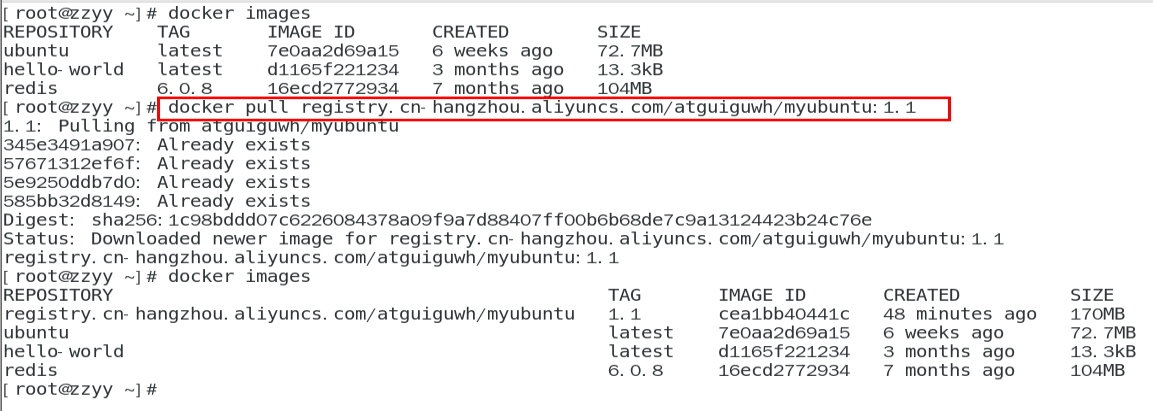 [root@zzyy ~]# docker images
REPOSITORY TAG IMAGE ID CREATED SIZE
ubuntu latest 7e0aa2d69a15 6 weeks ago 72.7MB
hello-world latest d1165f221234 3 months ago 13.3kB
redis 6.0.8 16ecd2772934 7 months ago 104MB
[root@zzyy ~]# docker pull registry.cn-hangzhou.aliyuncs.com/atguiguwh/myubuntu:1.1
1.1: Pulling from atguiguwh/myubuntu
345e3491a907: Already exists
57671312ef6f: Already exists
5e9250ddb7d0: Already exists
585bb32d8149: Already exists
Digest: sha256:1c98bddd07c6226084378a09f9a7d88407ff00b6b68de7c9a13124423b24c76e
Status: Downloaded newer image for registry.cn-hangzhou.aliyuncs.com/atguiguwh/myubuntu:1.1
registry.cn-hangzhou.aliyuncs.com/atguiguwh/myubuntu:1.1
[root@zzyy ~]# docker images
REPOSITORY TAG IMAGE ID CREATED SIZE
registry.cn-hangzhou.aliyuncs.com/atguiguwh/myubuntu 1.1 cea1bb40441c 48 minutes ago 170MB
ubuntu latest 7e0aa2d69a15 6 weeks ago 72.7MB
hello-world latest d1165f221234 3 months ago 13.3kB
redis 6.0.8 16ecd2772934 7 months ago 104MB
[root@zzyy ~]#